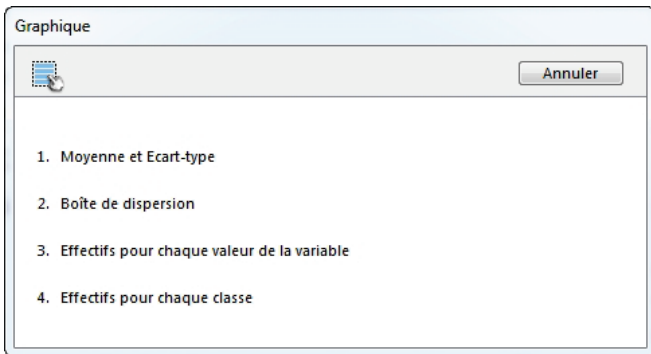 Graphique
Annuler
1. Moyenne et Ecart-type
2. Boîte de dispersion
3. Effectifs pour chaque valeur de la variable
4. Effectifs pour chaque classe